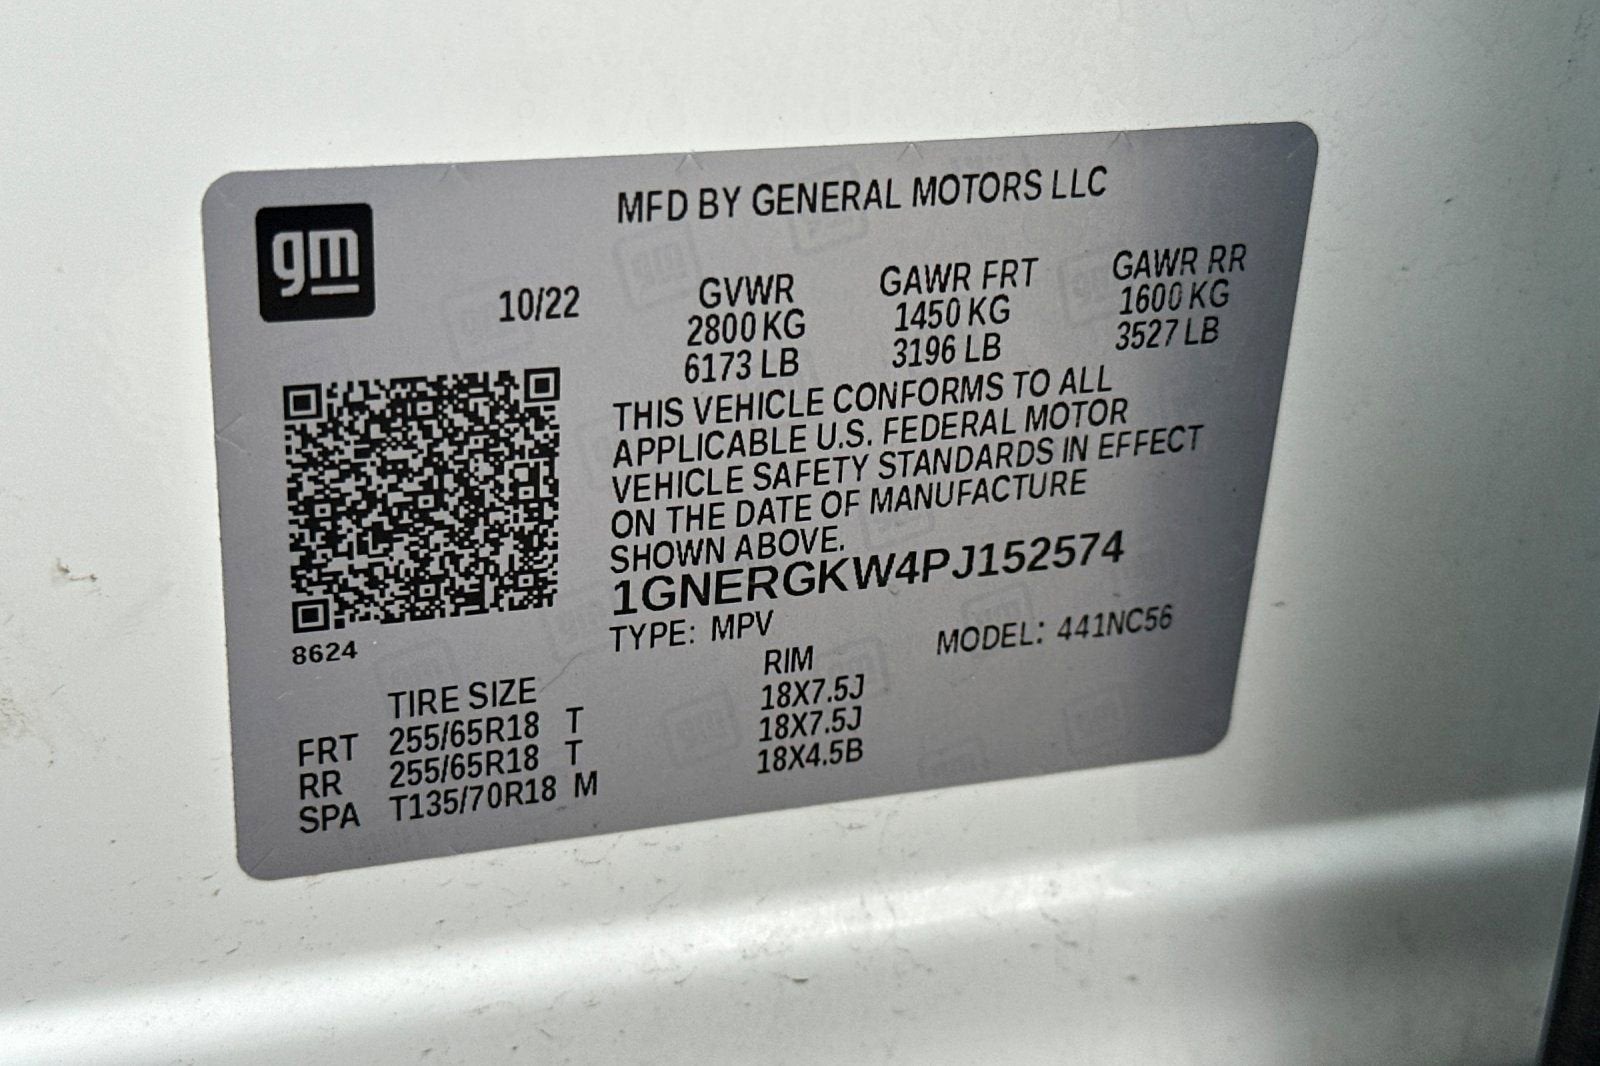 MFD BY GENERAL MOTORS LLC
gm
10/22
GVWR GAWR FRT GAWR RR
2800 KG 1450 KG 1600 KG
6173 LB 3196 LB 3527 LB
THIS VEHICLE CONFORMS TO ALL
APPLICABLE U.S. FEDERAL MOTOR
VEHICLE SAFETY STANDARDS IN EFFECT
ON THE DATE OF MANUFACTURE
SHOWN ABOVE.
1GNERGKW4PJ152574
8624
TYPE: MPV MODEL: 441NC56
TIRE SIZE RIM
FRT 255/65R18 T 18X7.5J
RR 255/65R18 T 18X7.5J
SPA T135/70R18 M 18X4.5B